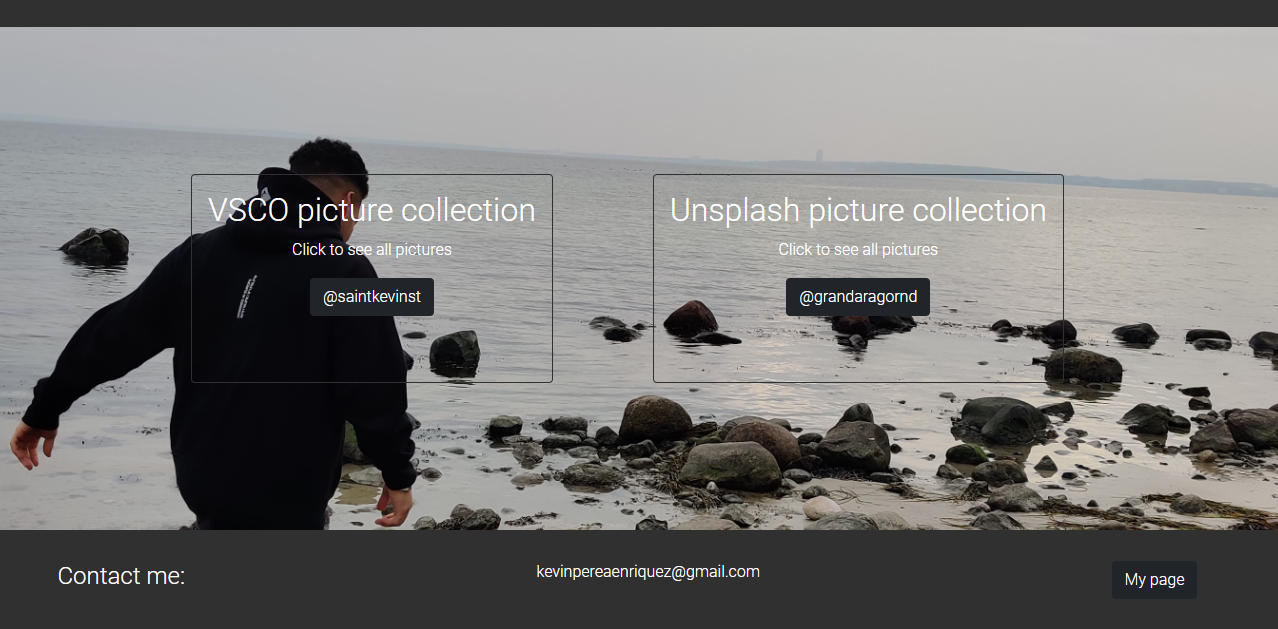 VSCO picture collection
Click to see all pictures
@saintkevinst
Unsplash picture collection
Click to see all pictures
@grandaragornd
Contact me:
kevinpereaenriquez@gmail.com
My page